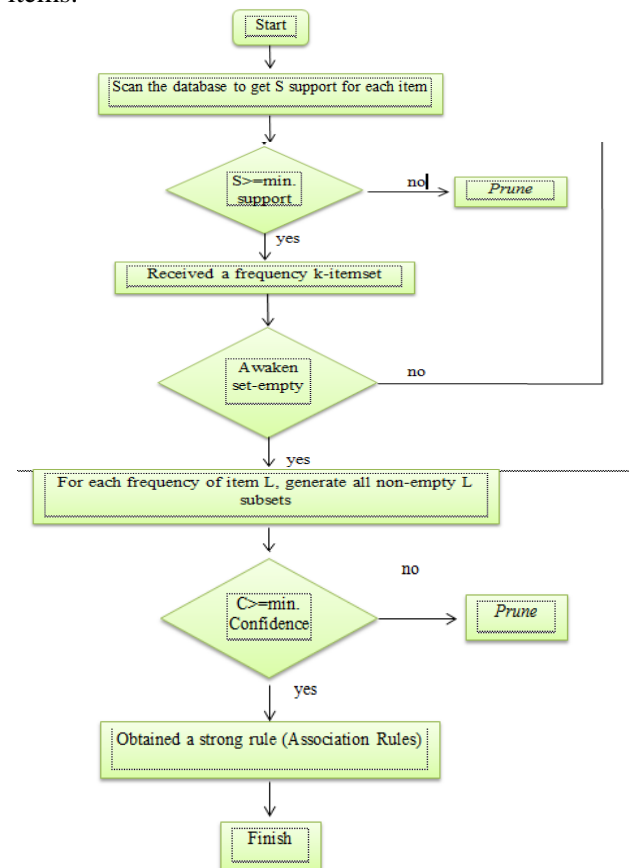 items.
Start
Scan the database to get S support for each item
S>=min.
support
no
Prune
yes
Received a frequency k-itemset
Awaken
set-empty
no
yes
For each frequency of item L, generate all non-empty L
subsets
no
C>=min.
Confidence
Prune
yes
Obtained a strong rule (Association Rules)
Finish